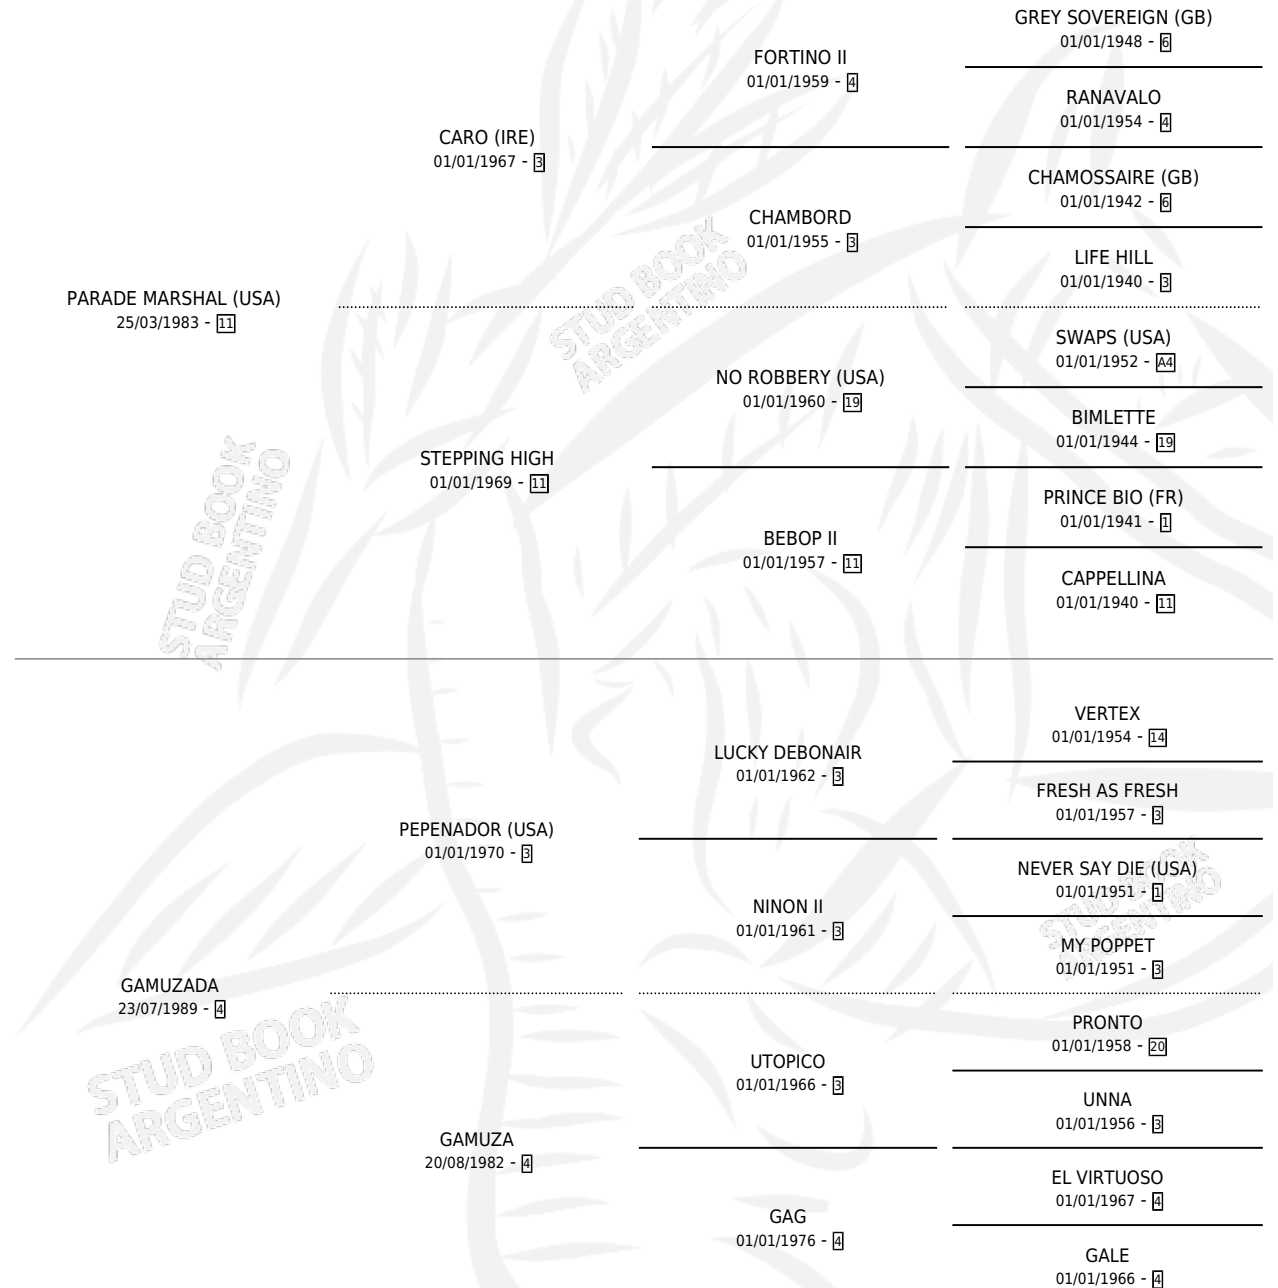 GREY SOVEREIGN (GB)
01/01/1948 - 6
FORTINO II
01/01/1959 - 4
RANAVALO
01/01/1954 - 4
CARO (IRE)
01/01/1967 - 3
CHAMOSSAIRE (GB)
01/01/1942 - 6
CHAMBORD
01/01/1955 - 3
LIFE HILL
01/01/1940 - 3
PARADE MARSHAL (USA)
25/03/1983 - 11
SWAPS (USA)
01/01/1952 - A4
NO ROBBERY (USA)
01/01/1960 - 19
BIMLETTE
01/01/1944 - 19
STEPPING HIGH
01/01/1969 - 11
PRINCE BIO (FR)
01/01/1941 - 1
BEBOP II
01/01/1957 - 11
CAPPELLINA
01/01/1940 - 11
VERTEX
01/01/1954 - 14
LUCKY DEBONAIR
01/01/1962 - 3
FRESH AS FRESH
01/01/1957 - 3
PEPENADOR (USA)
01/01/1970 - 3
NEVER SAY DIE (USA)
01/01/1951 - 1
NINON II
01/01/1961 - 3
MY POPPET
01/01/1951 - 3
GAMUZADA
23/07/1989 - 4
PRONTO
01/01/1958 - 20
UTOPICO
01/01/1966 - 3
UNNA
01/01/1956 - 3
GAMUZA
20/08/1982 - 4
EL VIRTUOSO
01/01/1967 - 4
GAG
01/01/1976 - 4
GALE
01/01/1966 - 4
STUD BOOK
ARGENTINO
STUD BOOK
ARGENTINO
STUD BOOK
ARGENTINO
STUD BOOK
ARGENTINO